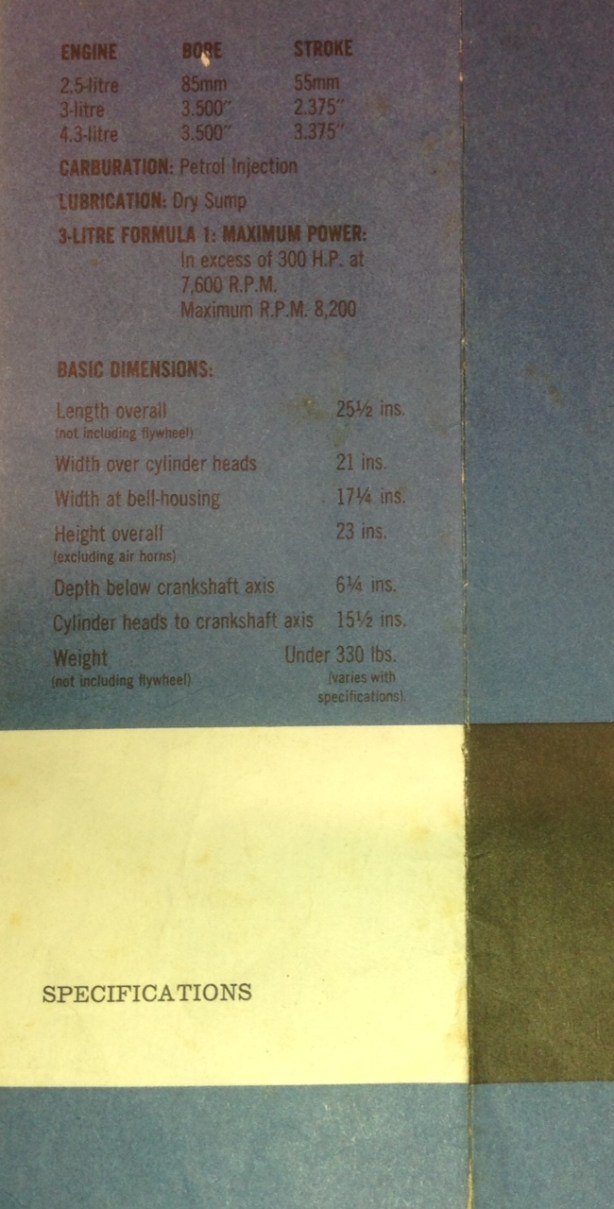 ENGINE BORE STROKE
2.5-litre 85mm 55mm
3-litre 3.500" 2.375"
4.3-litre 3.500" 3.375"
CARBURATION: Petrol Injection
LUBRICATION: Dry Sump
3-LITRE FORMULA 1: MAXIMUM POWER:
In excess of 300 H.P. at
7,600 R.P.M.
Maximum R.P.M. 8,200
BASIC DIMENSIONS:
Length overall 25½ ins.
(not including flywheel)
Width over cylinder heads 21 ins.
Width at bell-housing 17¼ ins.
Height overall 23 ins.
(excluding air horns)
Depth below crankshaft axis 6¼ ins.
Cylinder heads to crankshaft axis 15½ ins.
Weight Under 330 lbs.
(not including flywheel) (varies with
specifications).
SPECIFICATIONS